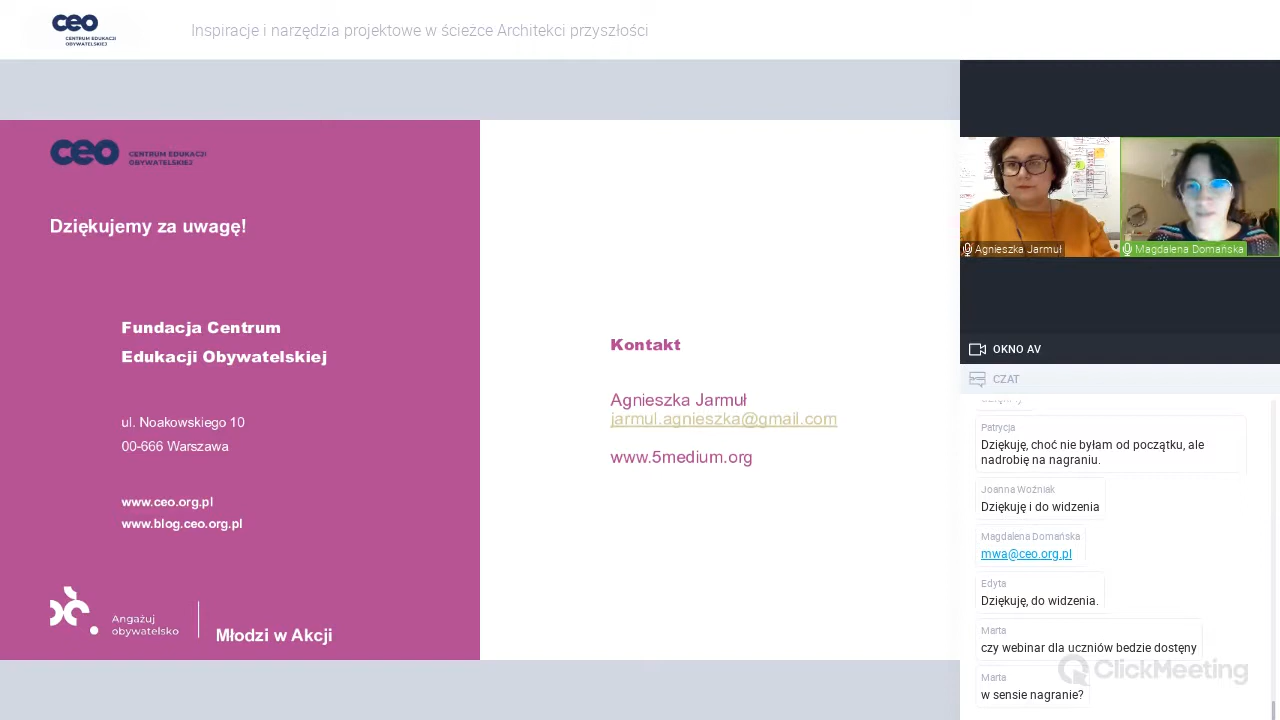 ceo
CENTRUM EDUKACJI
OBYWATELSKIEJ
Inspiracje i narzędzia projektowe w ścieżce Architekci przyszłości
ceo
CENTRUM EDUKACJI
OBYWATELSKIEJ
Dziękujemy za uwagę!
Fundacja Centrum
Edukacji Obywatelskiej
ul. Noakowskiego 10
00-666 Warszawa
www.ceo.org.pl
www.blog.ceo.org.pl
Angażuj
obywatelsko
Młodzi w Akcji
Kontakt
Agnieszka Jarmuł
jarmul.agnieszka@gmail.com
www.5medium.org
Agnieszka Jarmuł
Magdalena Domańska
OKNO AV
CZAT
Patrycja
Dziękuję, choć nie byłam od początku, ale
nadrobię na nagraniu.
Joanna Woźniak
Dziękuję i do widzenia
Magdalena Domańska
mwa@ceo.org.pl
Edyta
Dziękuję, do widzenia.
Marta
czy webinar dla uczniów bedzie dostęny
Marta
w sensie nagranie?
ClickMeeting